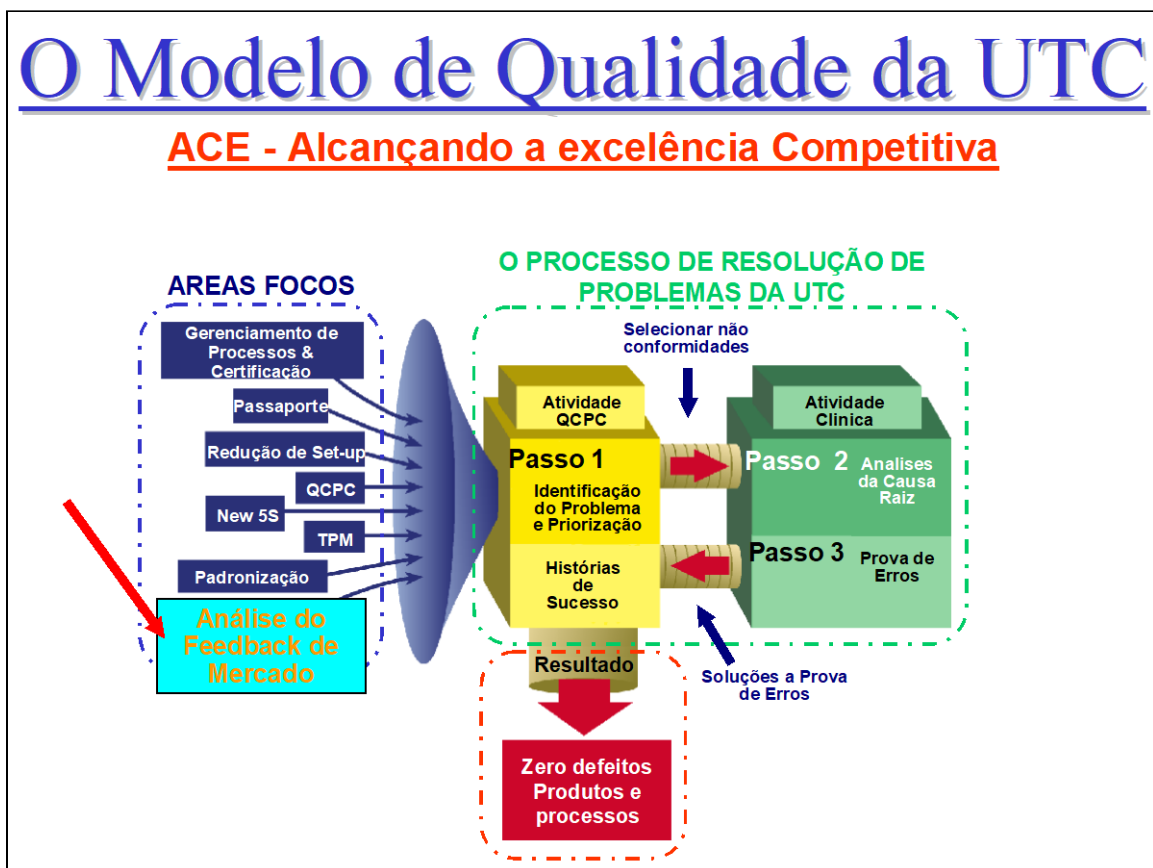 O Modelo de Qualidade da UTC
ACE - Alcançando a excelência Competitiva
AREAS FOCOS
Gerenciamento de
Processos &
Certificação
Passaporte
Redução de Set-up
QCPC
New 5S
TPM
Padronização
Análise do
Feedback de
Mercado
O PROCESSO DE RESOLUÇÃO DE
PROBLEMAS DA UTC
Selecionar não
conformidades
Atividade
QCPC
Passo 1
Identificação
do Problema
e Priorização
Histórias
de
Sucesso
Atividade
Clinica
Passo 2
Analises
da Causa
Raiz
Passo 3
Prova de
Erros
Soluções a Prova
de Erros
Resultado
Zero defeitos
Produtos e
processos